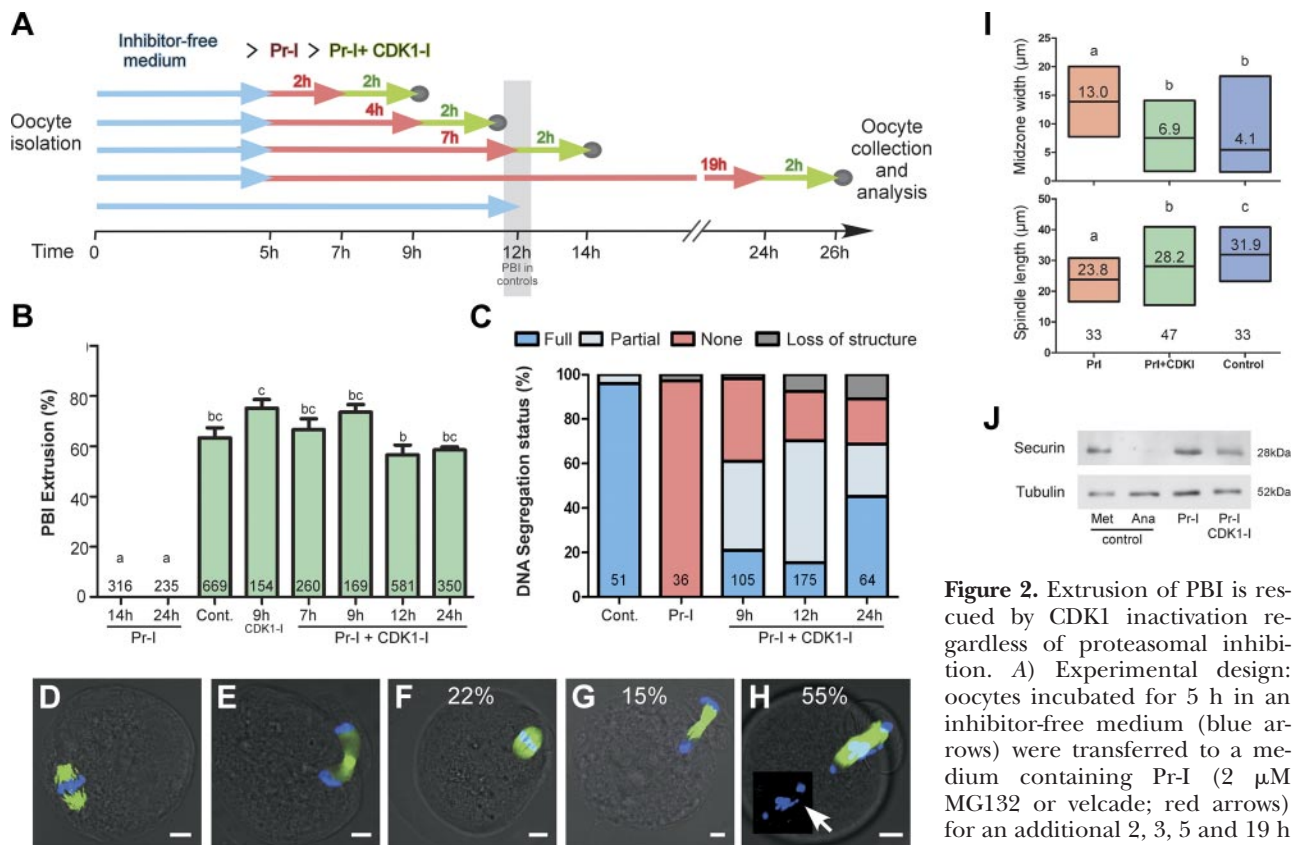 A
Inhibitor-free medium > Pr-I > Pr-I+ CDK1-I
2h 2h
4h 2h
7h 2h
19h 2h
Oocyte isolation
Oocyte collection and analysis
Time 0 5h 7h 9h 12h 14h 24h 26h
PBI in controls
B
PBI Extrusion (%)
80
60
40
20
0
a a bc c bc bc b bc
316 235 669 154 260 169 581 350
14h 24h Cont. 9h 7h 9h 12h 24h
CDK1-I
Pr-I Pr-I + CDK1-I
C
Full Partial None Loss of structure
DNA Segregation status (%)
100
80
60
40
20
0
51 36 105 175 64
Cont. Pr-I 9h 12h 24h
Pr-I + CDK1-I
D E F 22% G 15% H 55%
I
Midzone width (µm)
25
20
15
10
5
0
a b b
13.0 6.9 4.1
Spindle length (µm)
50
40
30
20
10
0
a b c
23.8 28.2 31.9
33 47 33
PrI PrI+CDKI Control
J
Securin 28kDa
Tubulin 52kDa
Met Ana Pr-I Pr-I CDK1-I
control
Figure 2. Extrusion of PBI is res-
cued by CDK1 inactivation re-
gardless of proteasomal inhibi-
tion. A) Experimental design:
oocytes incubated for 5 h in an
inhibitor-free medium (blue ar-
rows) were transferred to a me-
dium containing Pr-I (2 µM
MG132 or velcade; red arrows)
for an additional 2, 3, 5 and 19 h